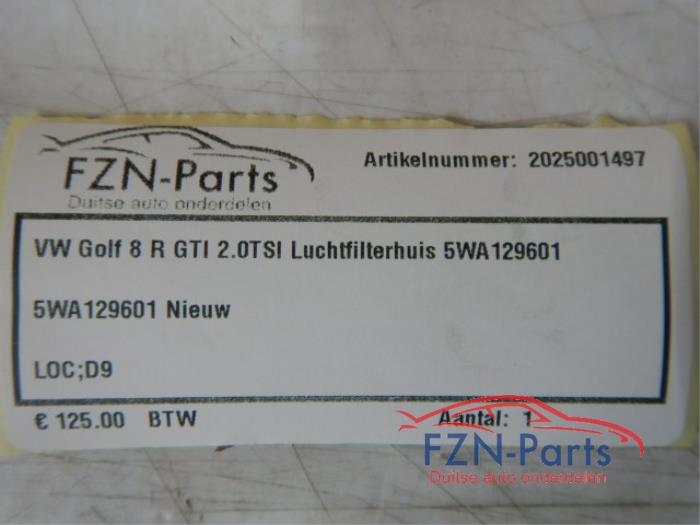 FZN-Parts
Duitse auto onderdelen
Artikelnummer: 2025001497
VW Golf 8 R GTI 2.0TSI Luchtfilterhuis 5WA129601
5WA129601 Nieuw
LOC;D9
€ 125.00 BTW
Aantal: 1
FZN-Parts
Duitse auto onderdelen